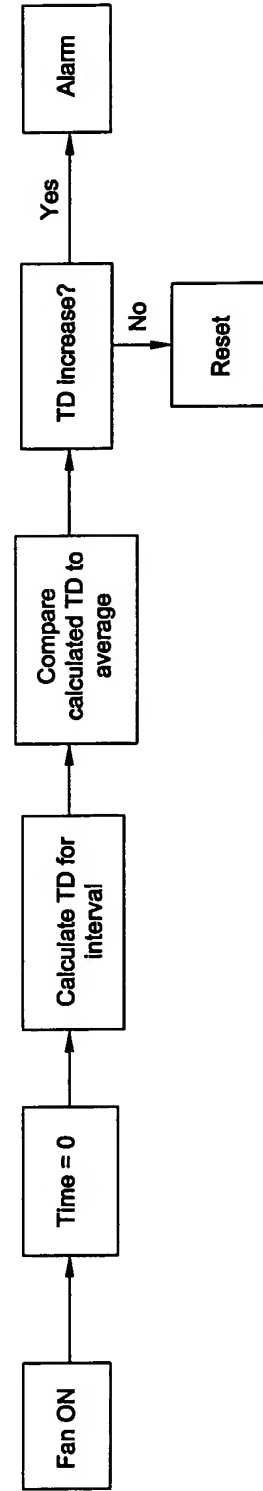 Fan ON
Time = 0
Calculate TD for
interval
Compare
calculated TD to
average
TD increase?
Yes
Alarm
No
Reset